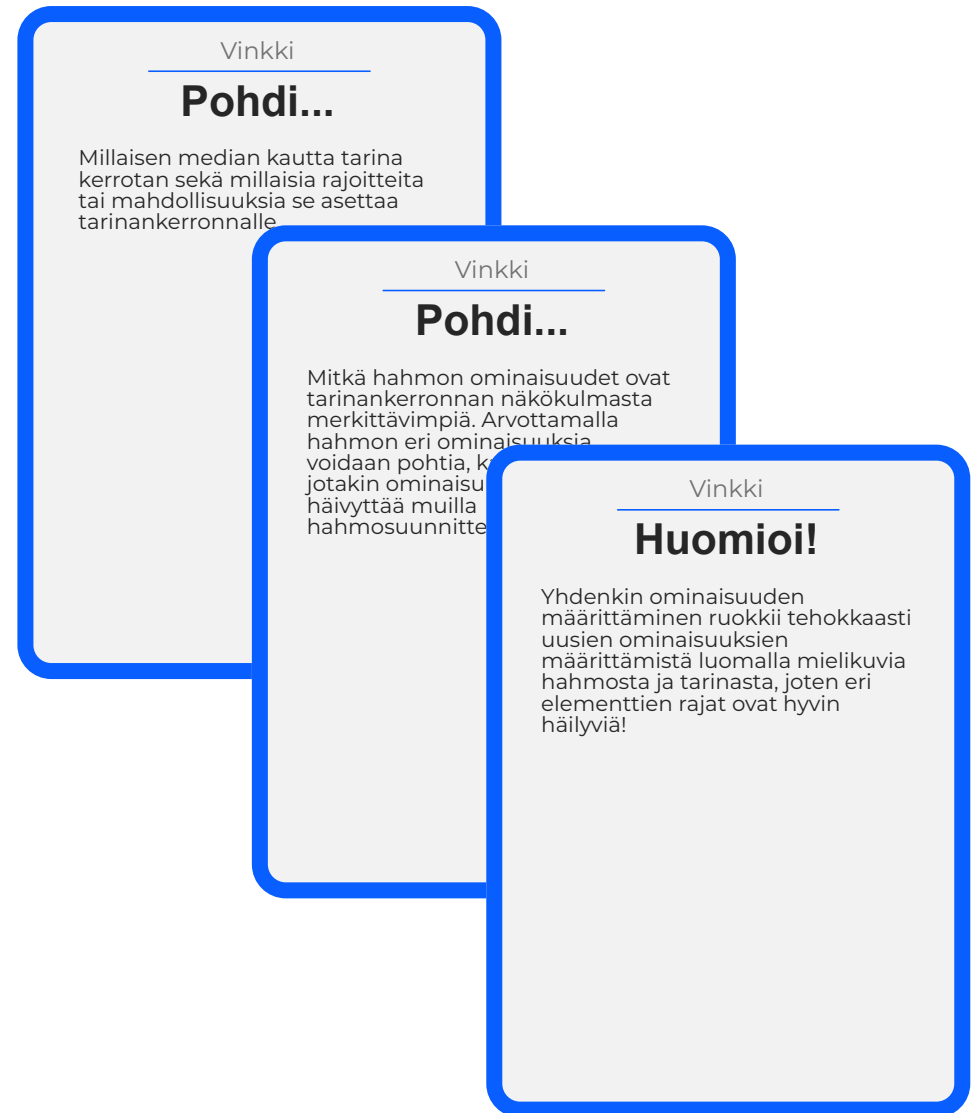 Vinkki
Pohdi...
Millaisen median kautta tarina
kerrotan sekä millaisia rajoitteita
tai mahdollisuuksia se asettaa
tarinankerronnalle
Vinkki
Pohdi...
Mitkä hahmon ominaisuudet ovat
tarinankerronnan näkökulmasta
merkittävimpiä. Arvottamalla
hahmon eri ominaisuuksia
voidaan pohtia,
jotakin
häivyttää muilla
Vinkki
Huomioi!
Yhdenkin ominaisuuden
määrittäminen ruokkii tehokkaasti
uusien ominaisuuksien
määrittämistä luomalla mielikuvia
hahmosta ja tarinasta, joten eri
elementtien rajat ovat hyvin
häilyviä!